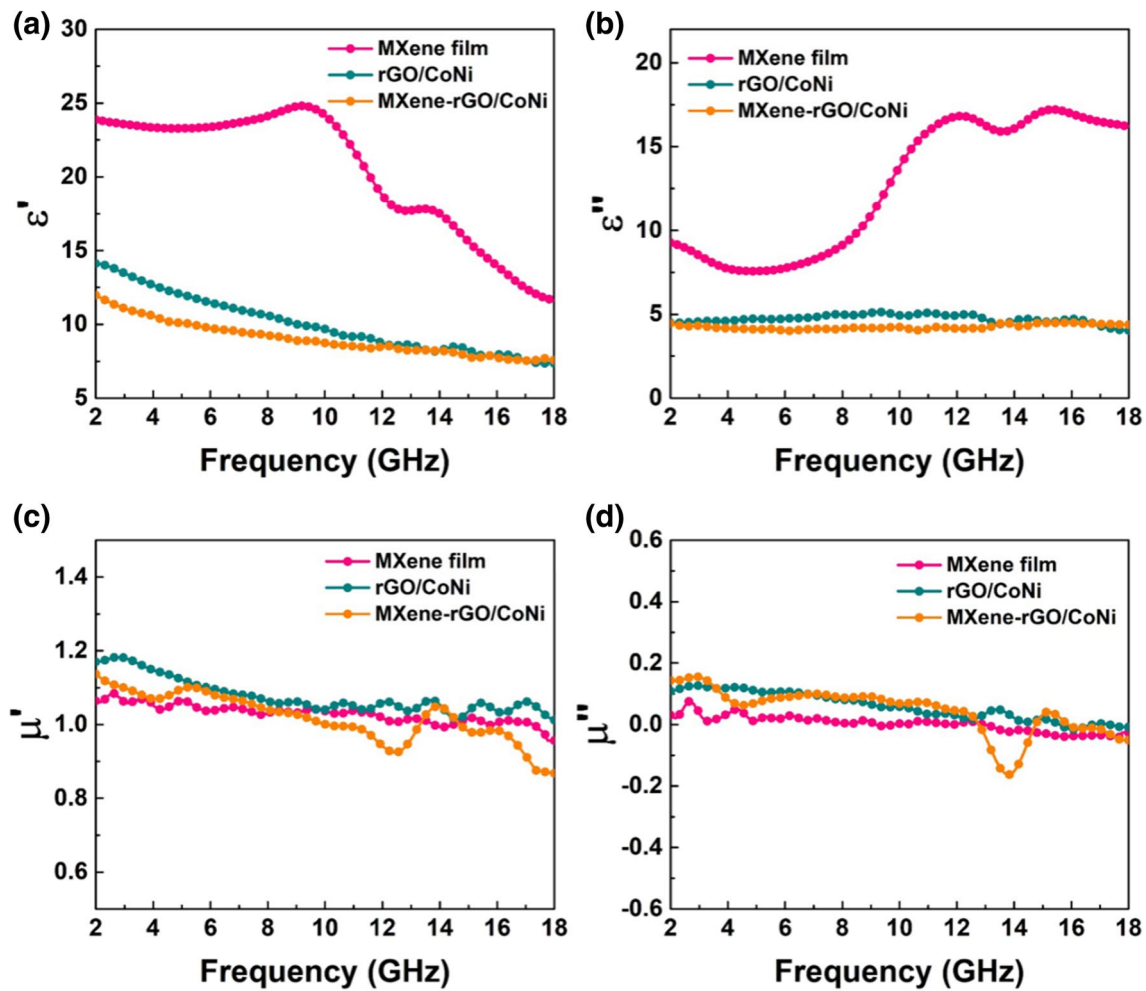 (a)
30
25
20
15
10
5
ε'
MXene film
rGO/CoNi
MXene-rGO/CoNi
2 4 6 8 10 12 14 16 18
Frequency (GHz)
(b)
20
15
10
5
0
ε"
MXene film
rGO/CoNi
MXene-rGO/CoNi
2 4 6 8 10 12 14 16 18
Frequency (GHz)
(c)
1.4
1.2
1.0
0.8
0.6
μ'
MXene film
rGO/CoNi
MXene-rGO/CoNi
2 4 6 8 10 12 14 16 18
Frequency (GHz)
(d)
0.6
0.4
0.2
0.0
-0.2
-0.4
-0.6
μ"
MXene film
rGO/CoNi
MXene-rGO/CoNi
2 4 6 8 10 12 14 16 18
Frequency (GHz)